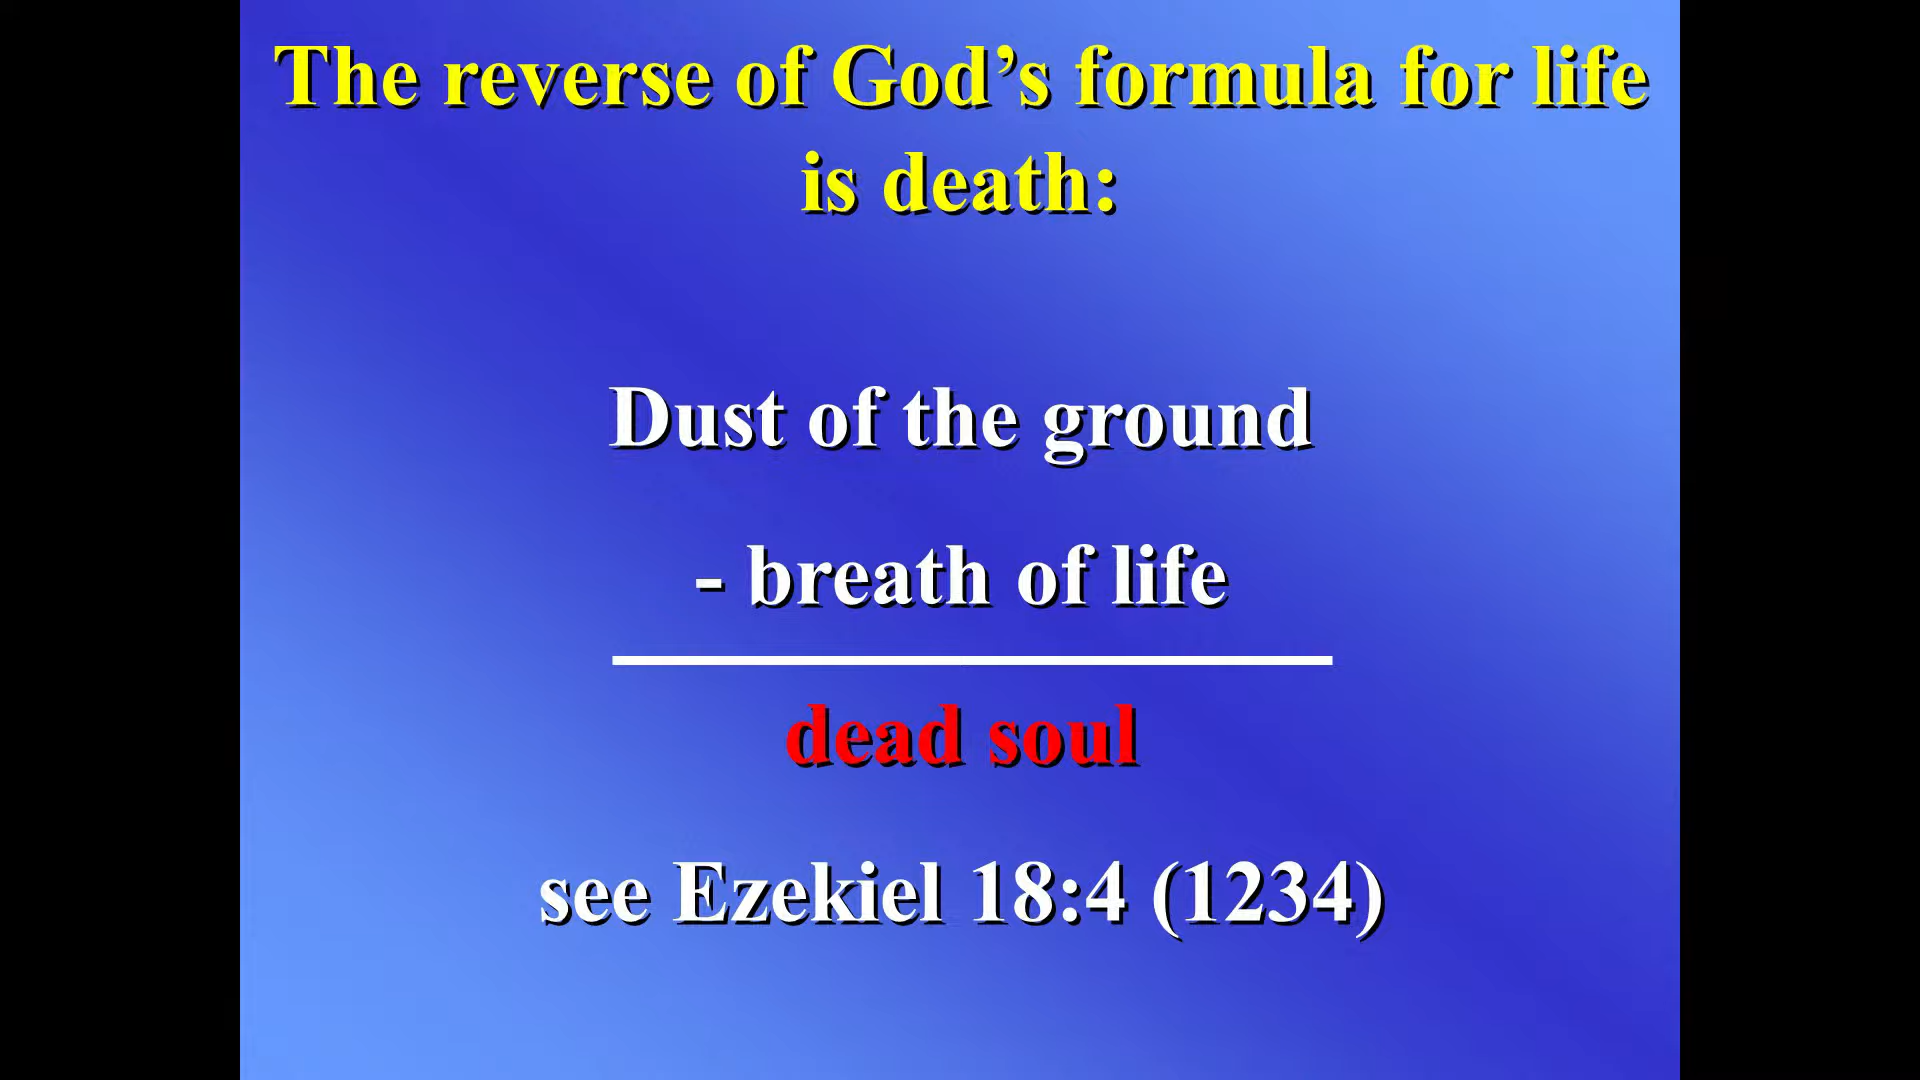 The reverse of God’s formula for life
is death:
Dust of the ground
- breath of life
dead soul
see Ezekiel 18:4 (1234)